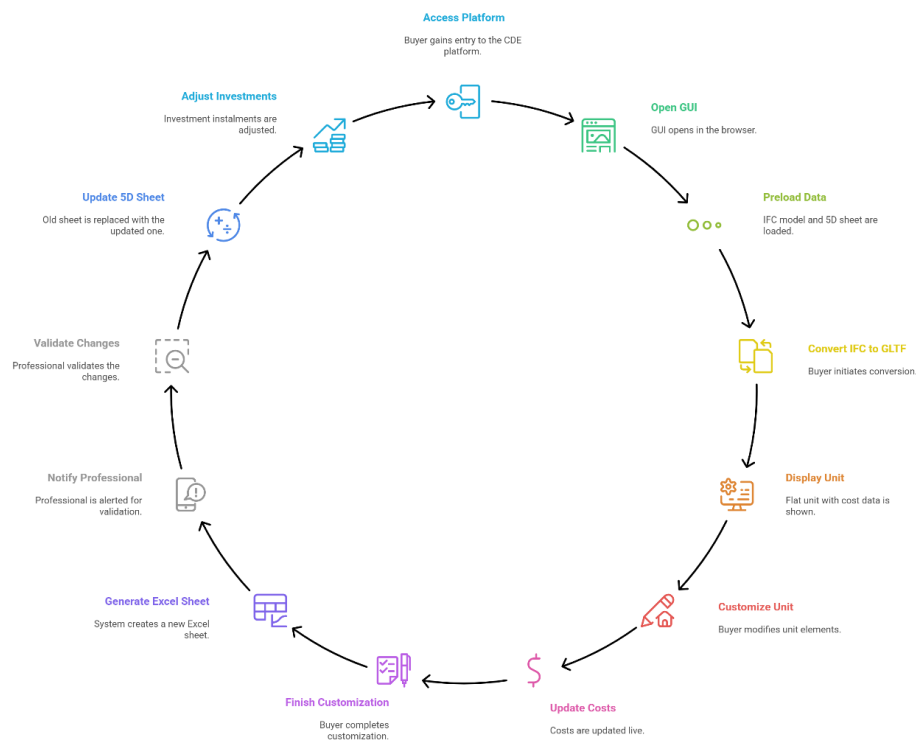 Access Platform
Buyer gains entry to the CDE
platform.
Open GUI
GUI opens in the browser.
Preload Data
IFC model and 5D sheet are
loaded.
Convert IFC to GLTF
Buyer initiates conversion.
Display Unit
Flat unit with cost data is
shown.
Customize Unit
Buyer modifies unit elements.
Update Costs
Costs are updated live.
Finish Customization
Buyer completes
customization.
Generate Excel Sheet
System creates a new Excel
sheet.
Notify Professional
Professional is alerted for
validation.
Validate Changes
Professional validates the
changes.
Update 5D Sheet
Old sheet is replaced with the
updated one.
Adjust Investments
Investment instalments are
adjusted.